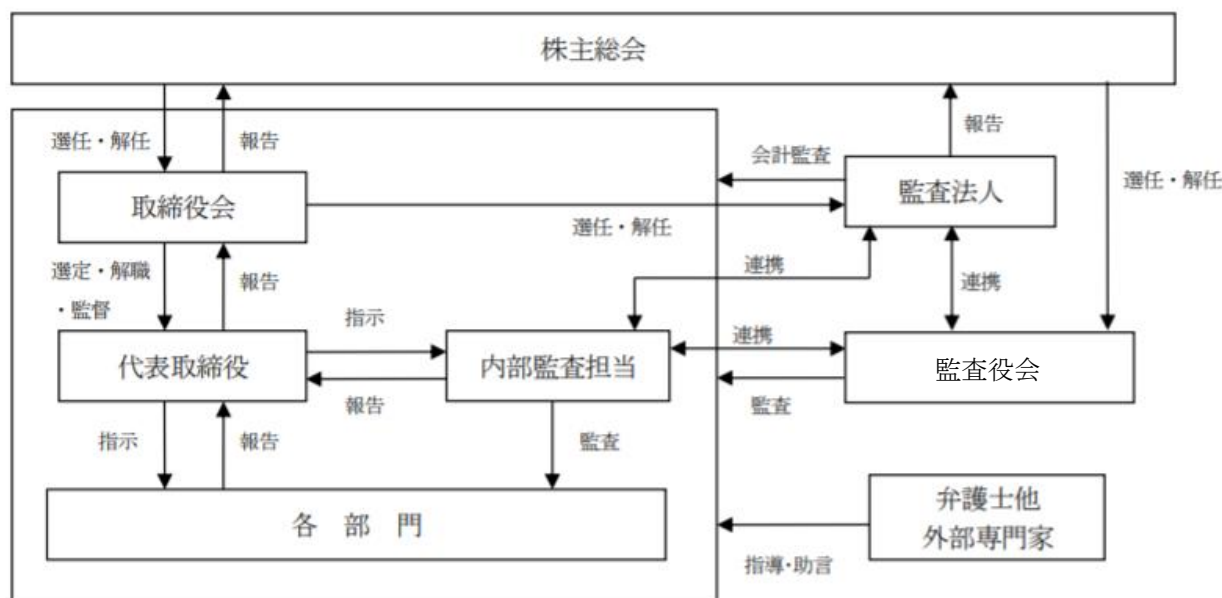 株主総会
選任・解任
報告
報告
会計監査
選任・解任
取締役会
監査法人
選任・解任
選定・解職
・監督
報告
連携
連携
指示
連携
代表取締役
内部監査担当
監査役会
報告
監査
指示
報告
監査
各　部　門
弁護士他
外部専門家
指導・助言